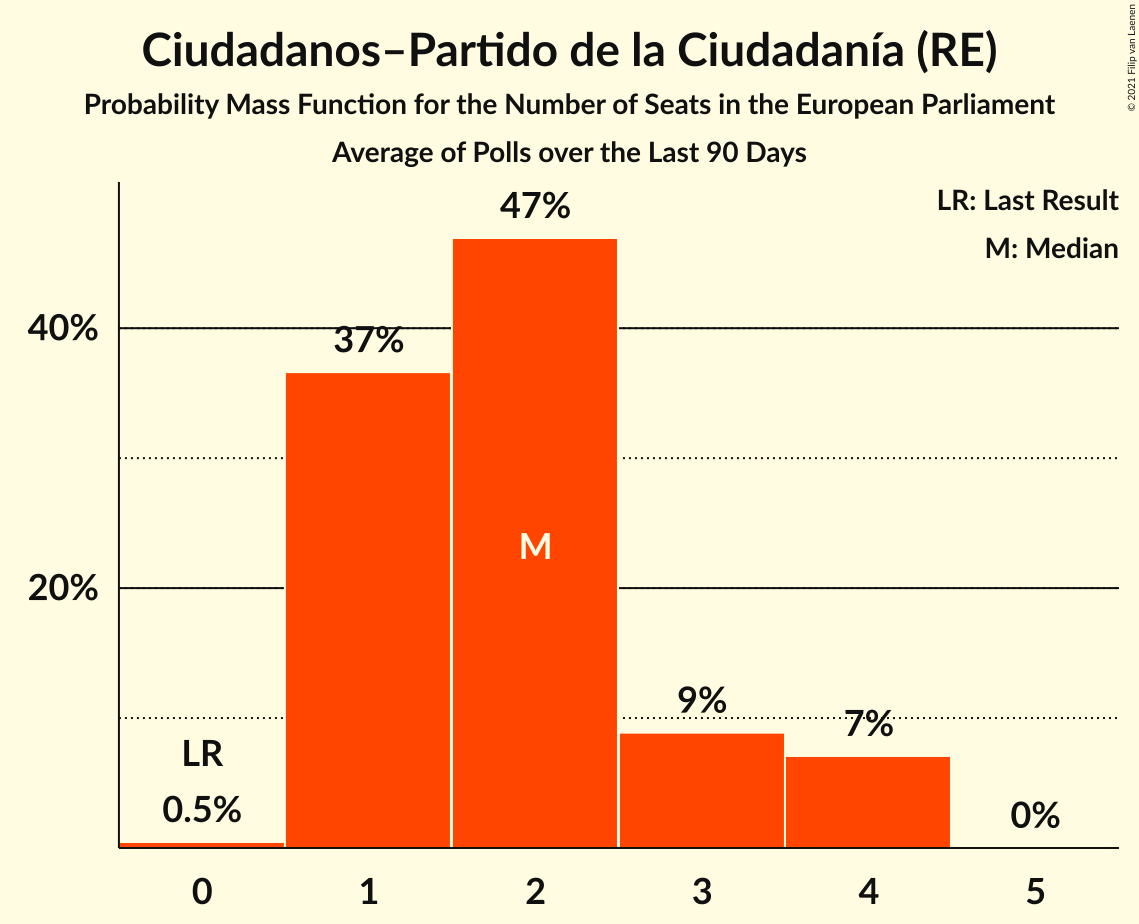 Ciudadanos–Partido de la Ciudadanía (RE)
Probability Mass Function for the Number of Seats in the European Parliament
Average of Polls over the Last 90 Days
© 2021 Filip van Laenen
LR: Last Result
M: Median
47%
40%
37%
M
20%
9%
7%
LR
0.5%
0%
0 1 2 3 4 5